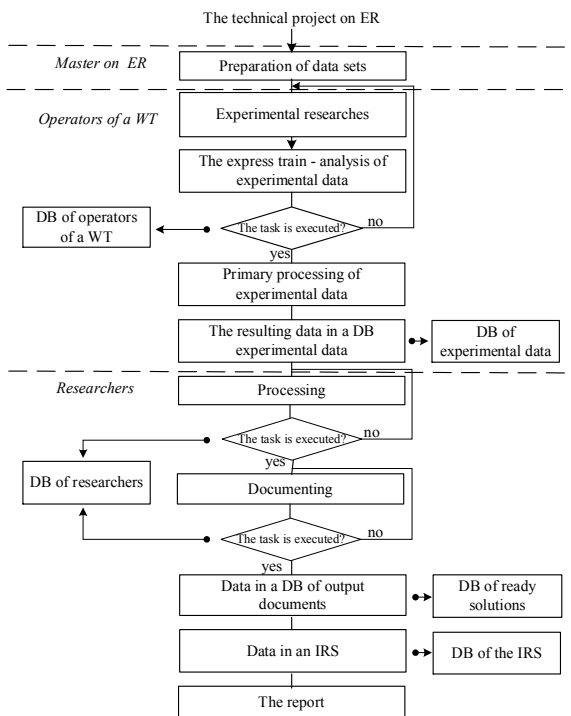 The technical project on ER
Master on ER
Preparation of data sets
Operators of a WT
Experimental researches
The express train - analysis of
experimental data
DB of operators
of a WT
The task is executed?
no
yes
Primary processing of
experimental data
The resulting data in a DB
experimental data
DB of
experimental data
Researchers
Processing
The task is executed?
no
yes
DB of researchers
Documenting
The task is executed?
no
yes
Data in a DB of output
documents
DB of ready
solutions
Data in an IRS
DB of the IRS
The report